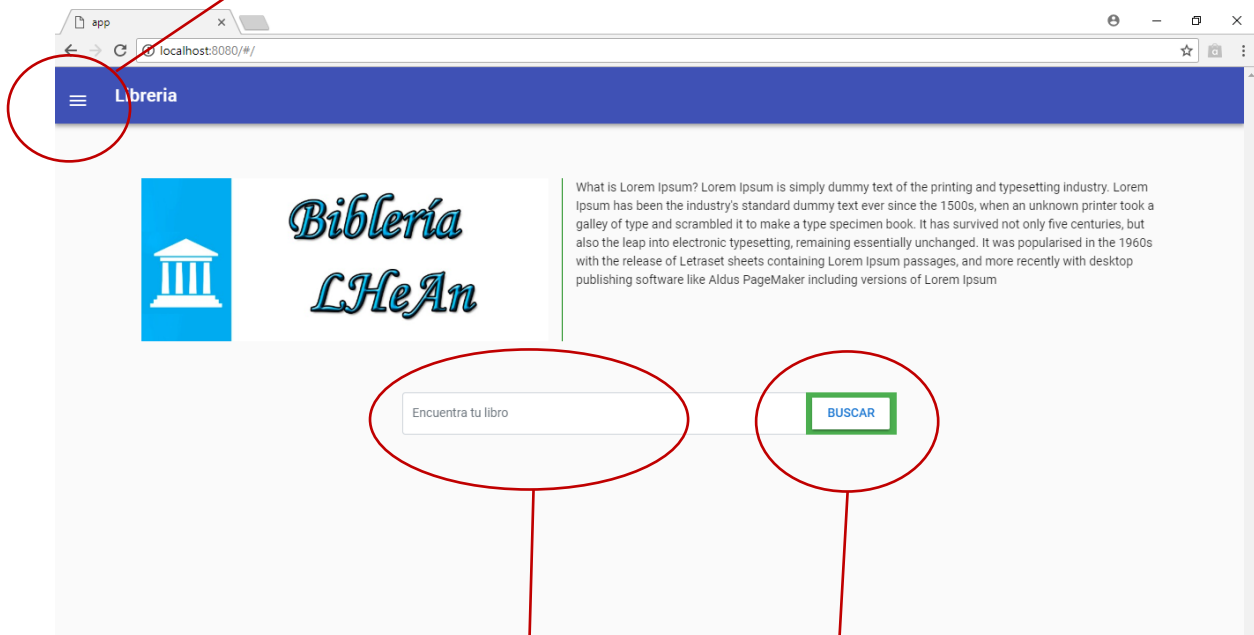 app
localhost:8080/#/
Libreria
Biblería
LHeAn
What is Lorem Ipsum? Lorem Ipsum is simply dummy text of the printing and typesetting industry. Lorem
Ipsum has been the industry's standard dummy text ever since the 1500s, when an unknown printer took a
galley of type and scrambled it to make a type specimen book. It has survived not only five centuries, but
also the leap into electronic typesetting, remaining essentially unchanged. It was popularised in the 1960s
with the release of Letraset sheets containing Lorem Ipsum passages, and more recently with desktop
publishing software like Aldus PageMaker including versions of Lorem Ipsum
Encuentra tu libro
BUSCAR